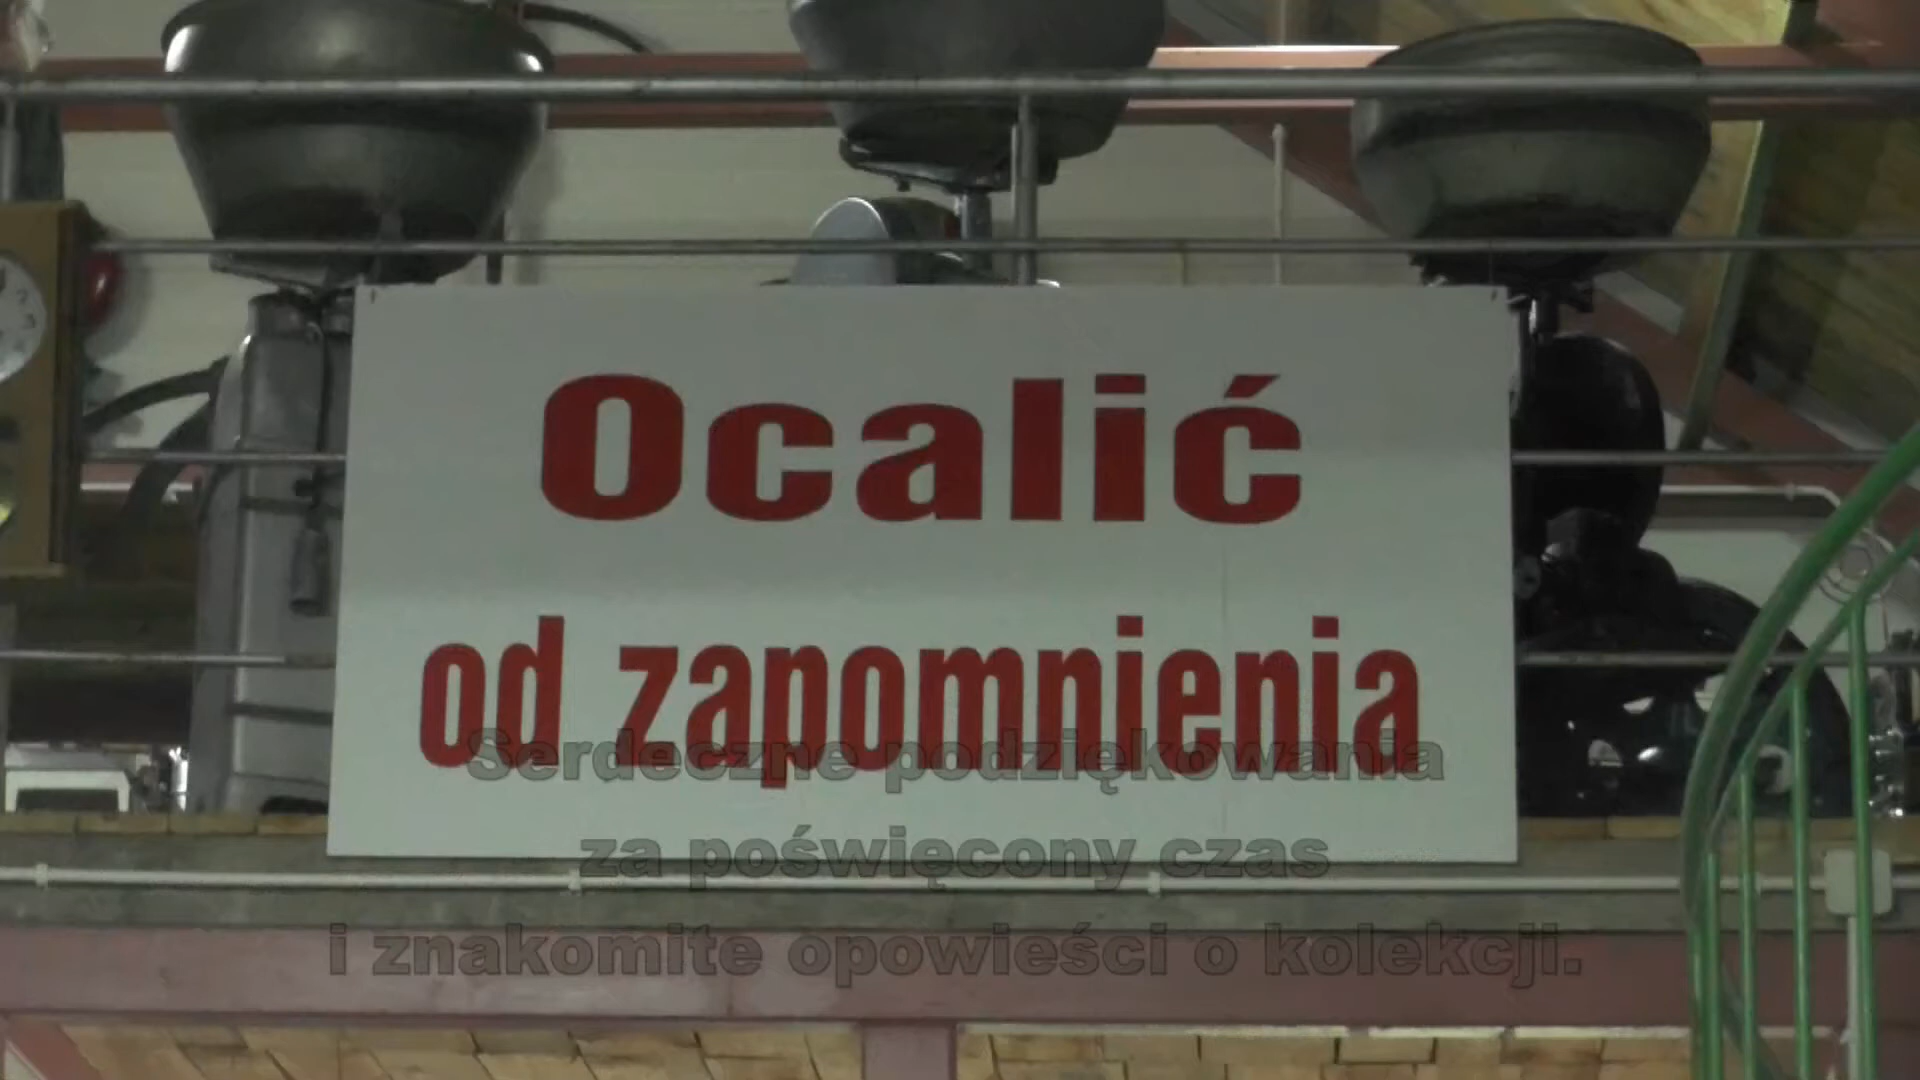 Ocalić
od zapomnienia
Serdeczne podziękowania
za poświęcony czas
i znakomite opowieści o kolekcji.